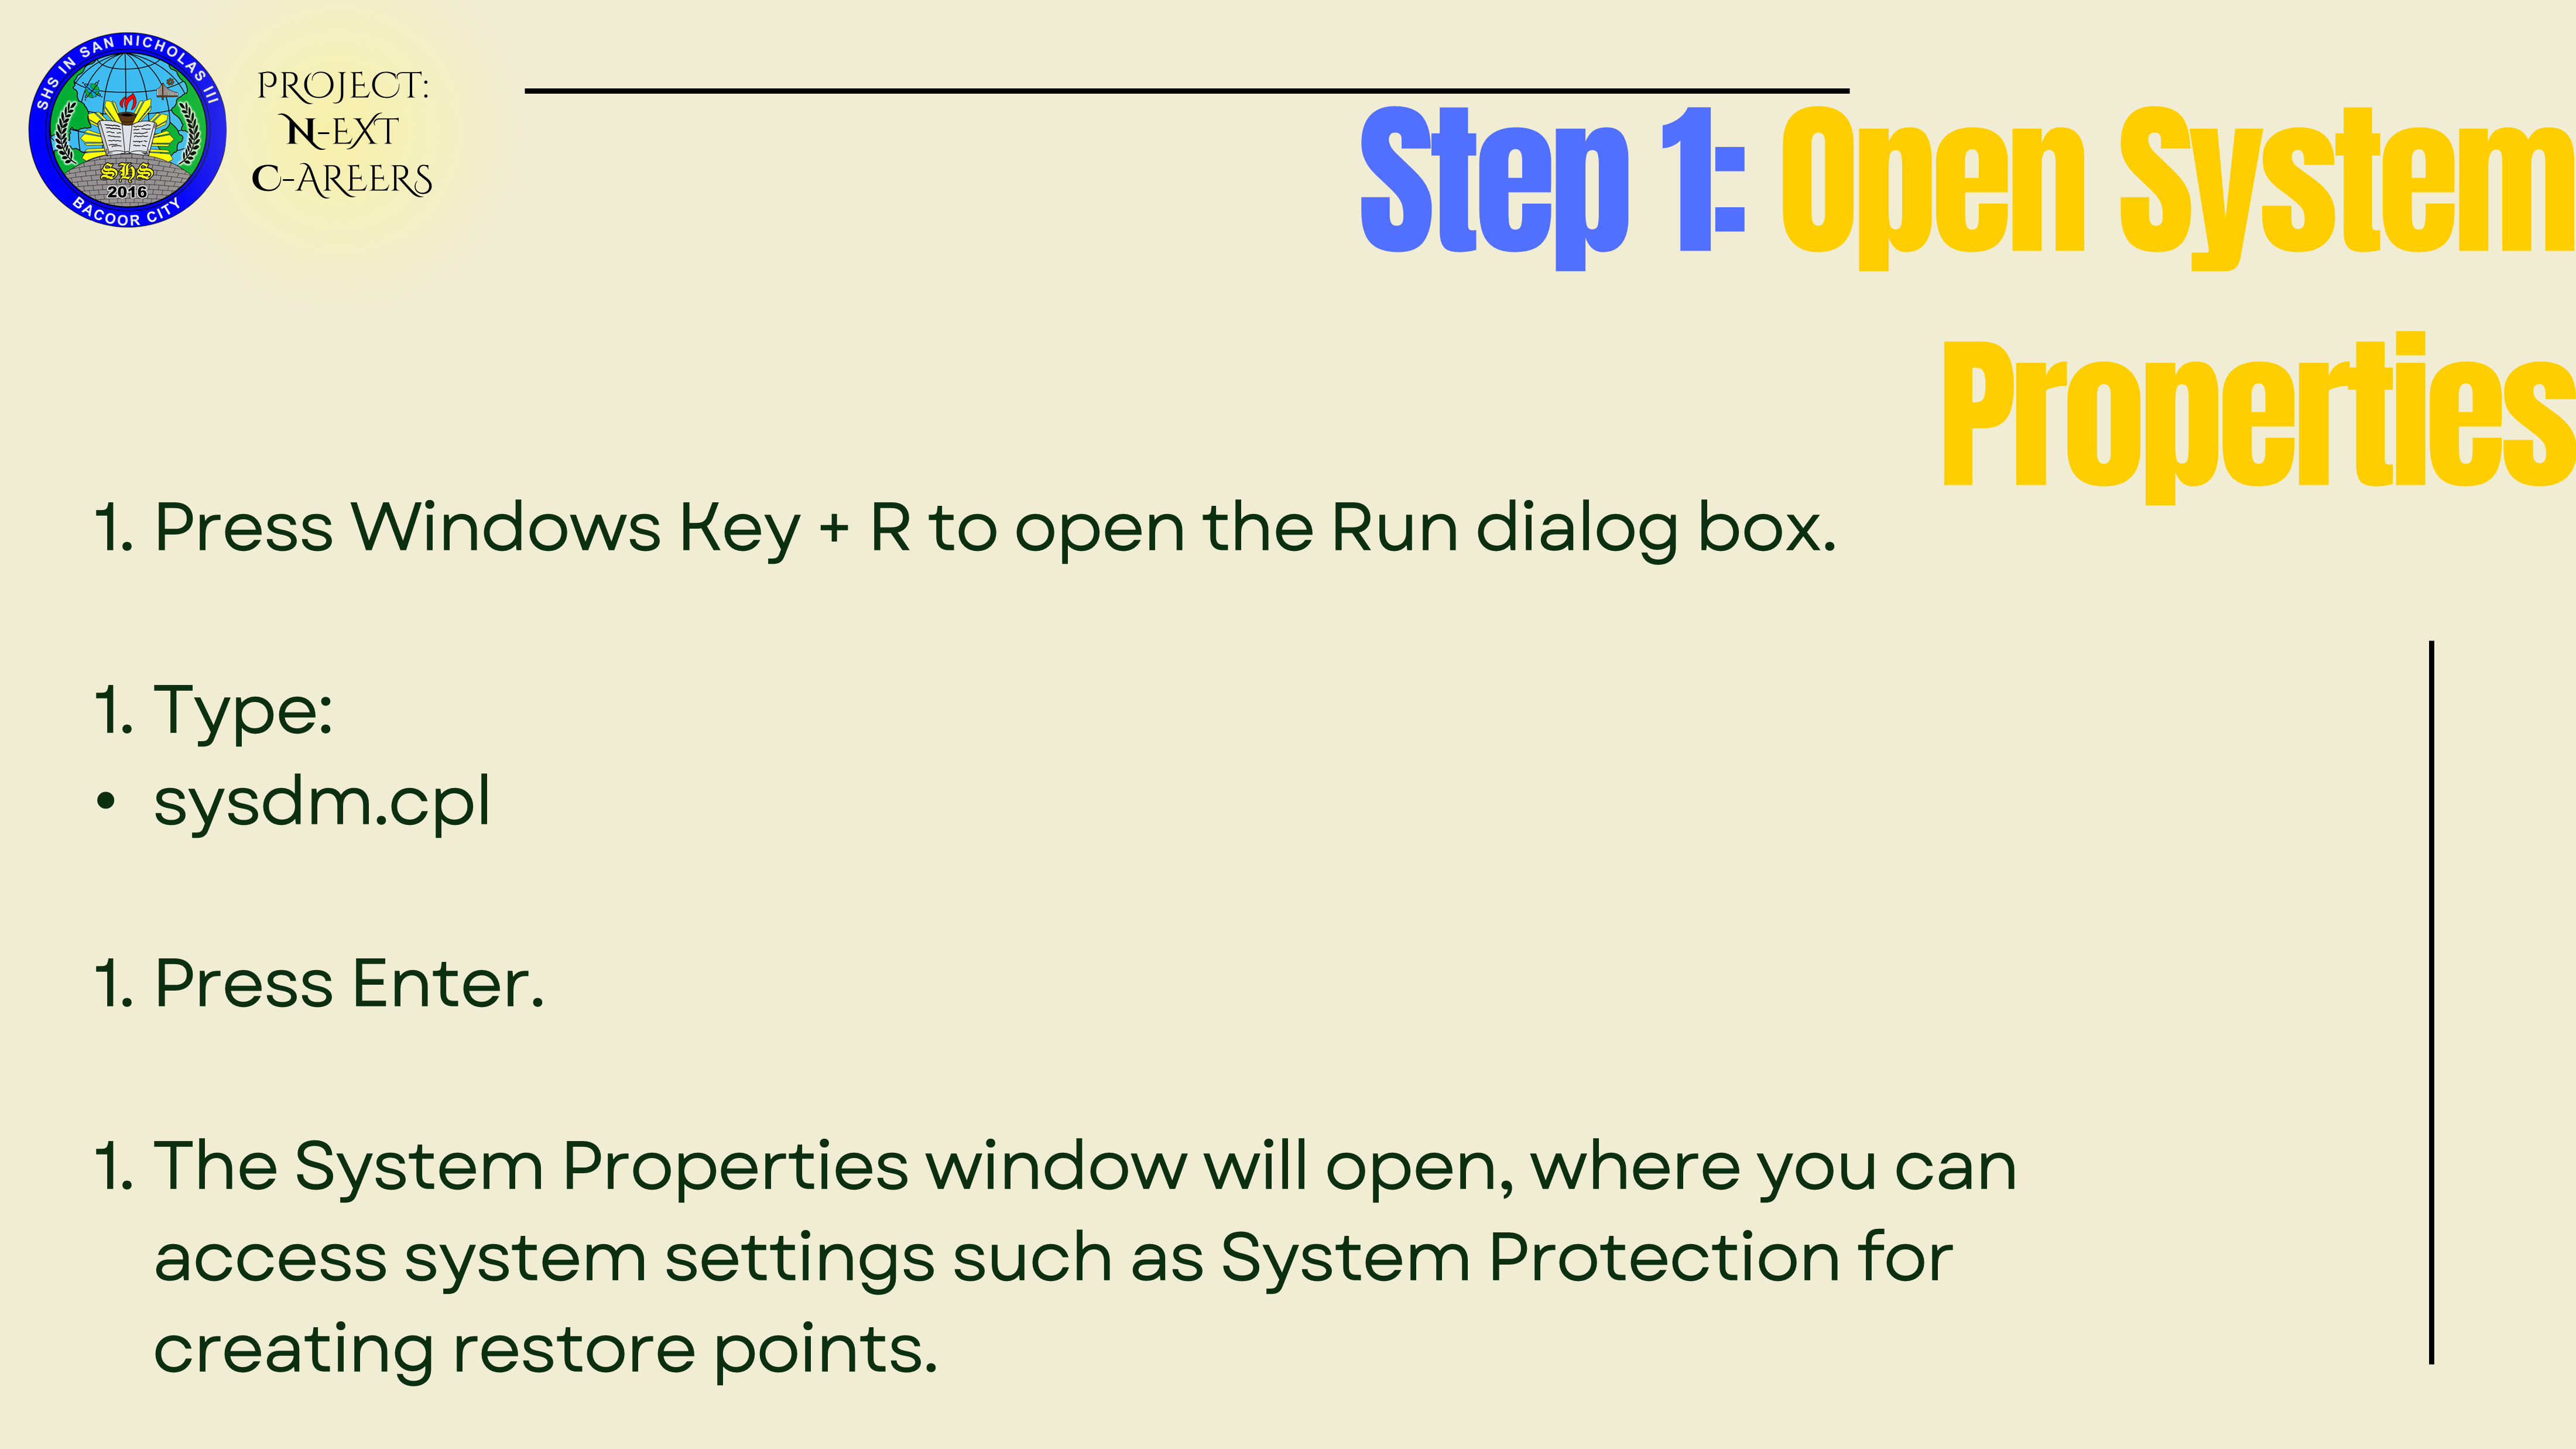 SHS IN SAN NICHOLAS III
SHS
2016
BACOOR CITY
PROJECT:
N-EXT
C-AREERS
Step 1: Open System
Properties
1. Press Windows Key + R to open the Run dialog box.
1. Type:
• sysdm.cpl
1. Press Enter.
1. The System Properties window will open, where you can
access system settings such as System Protection for
creating restore points.